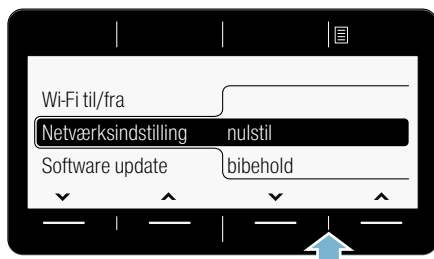 Wi-Fi til/fra
Netværksindstilling nulstil
Software update bibehold